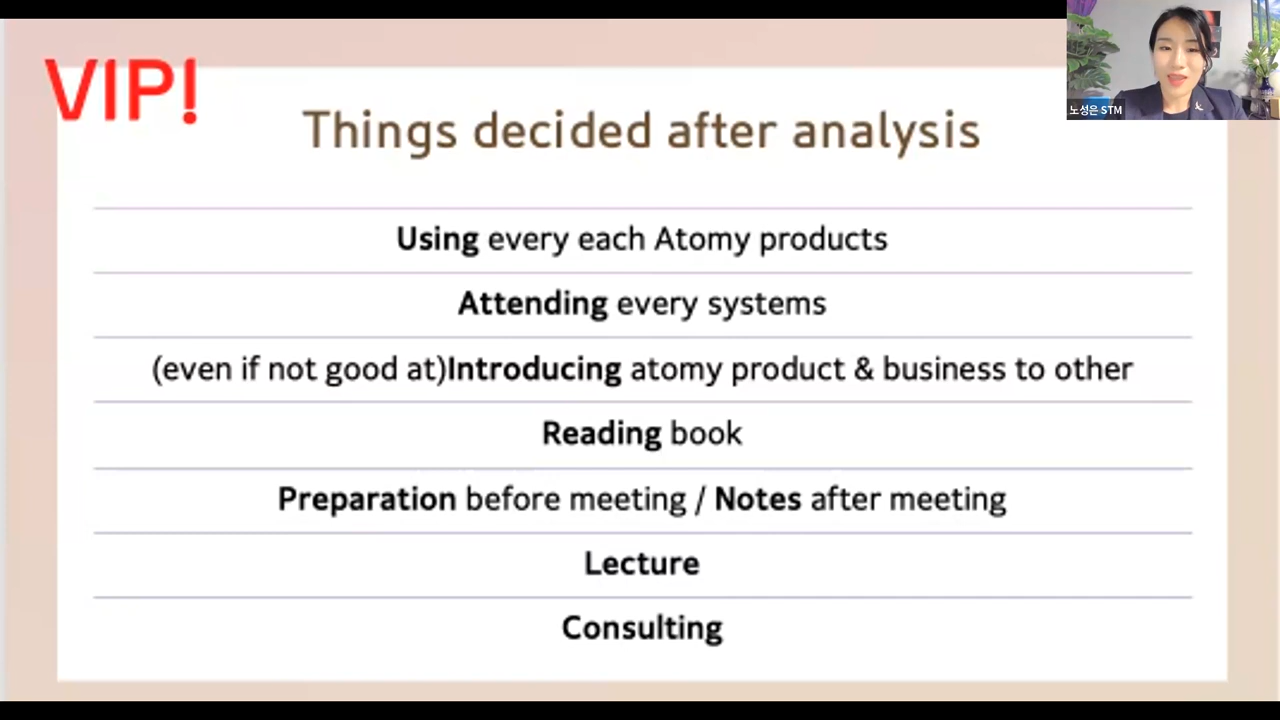 VIP!
노성은 STM
Things decided after analysis
Using every each Atomy products
Attending every systems
(even if not good at)Introducing atomy product & business to other
Reading book
Preparation before meeting / Notes after meeting
Lecture
Consulting